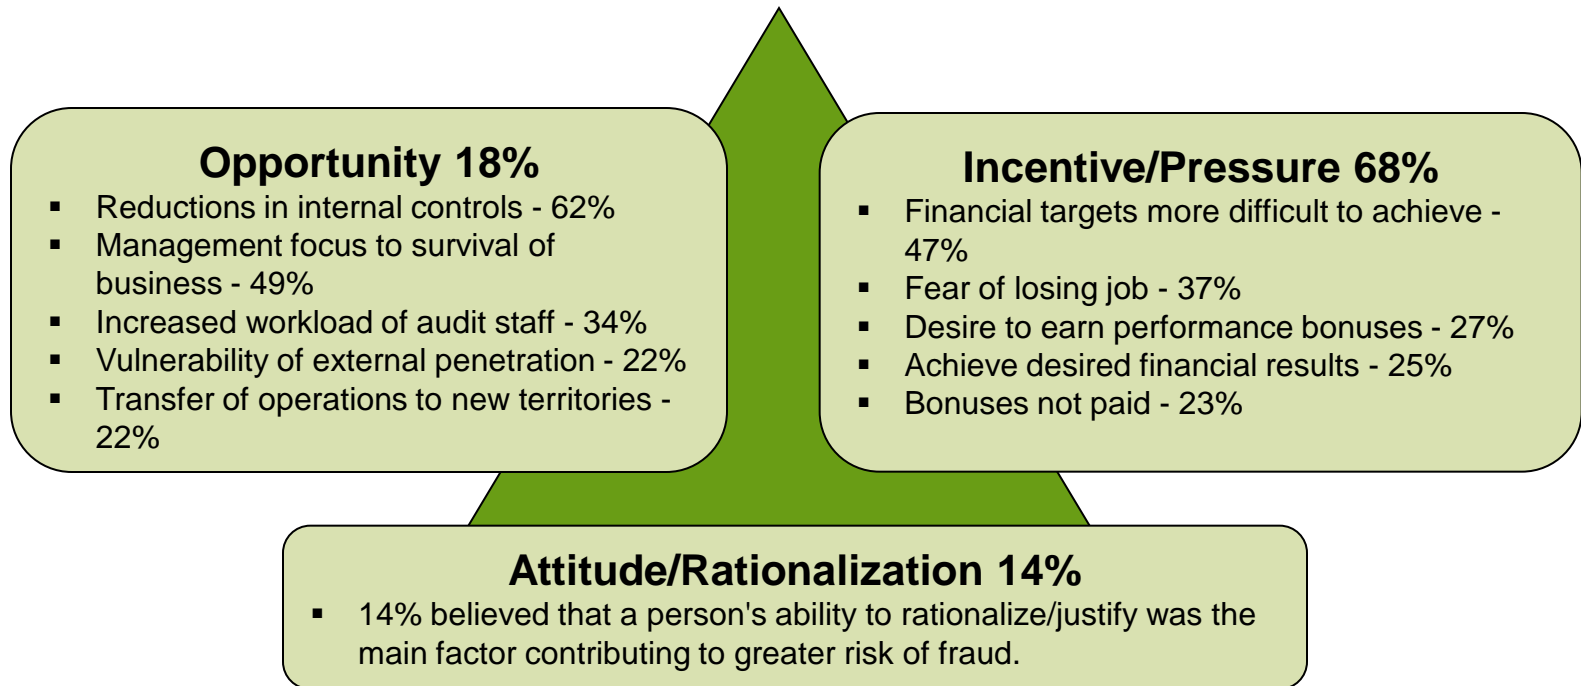 Opportunity 18%
▪ Reductions in internal controls - 62%
▪ Management focus to survival of
business - 49%
▪ Increased workload of audit staff - 34%
▪ Vulnerability of external penetration - 22%
▪ Transfer of operations to new territories -
22%
Incentive/Pressure 68%
▪ Financial targets more difficult to achieve -
47%
▪ Fear of losing job - 37%
▪ Desire to earn performance bonuses - 27%
▪ Achieve desired financial results - 25%
▪ Bonuses not paid - 23%
Attitude/Rationalization 14%
▪ 14% believed that a person's ability to rationalize/justify was the
main factor contributing to greater risk of fraud.